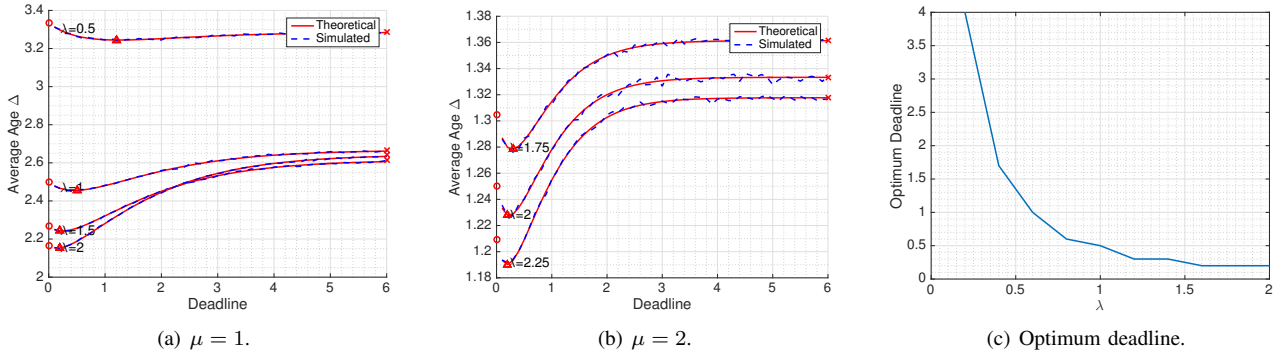 3.4
3.2
3
2.8
2.6
2.4
2.2
2
Average Age Δ
λ=0.5
λ=1
λ=1.5
λ=2
Theoretical
Simulated
0 1 2 3 4 5 6
Deadline
(a) μ = 1.
1.38
1.36
1.34
1.32
1.3
1.28
1.26
1.24
1.22
1.2
1.18
Average Age Δ
Theoretical
Simulated
λ=1.75
λ=2
λ=2.25
0 1 2 3 4 5 6
Deadline
(b) μ = 2.
4
3.5
3
2.5
2
1.5
1
0.5
0
Optimum Deadline
0 0.5 1 1.5 2
λ
(c) Optimum deadline.